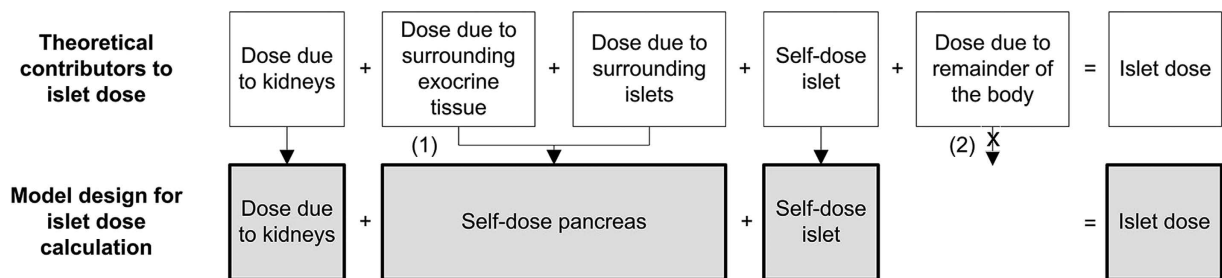 Theoretical
contributors to
islet dose
Dose due
to kidneys
+
Dose due to
surrounding
exocrine
tissue
+
Dose due to
surrounding
islets
+
Self-dose
islet
+
Dose due to
remainder of
the body
=
Islet dose
(1)
(2)
X
Model design for
islet dose
calculation
Dose due
to kidneys
+
Self-dose pancreas
+
Self-dose
islet
=
Islet dose